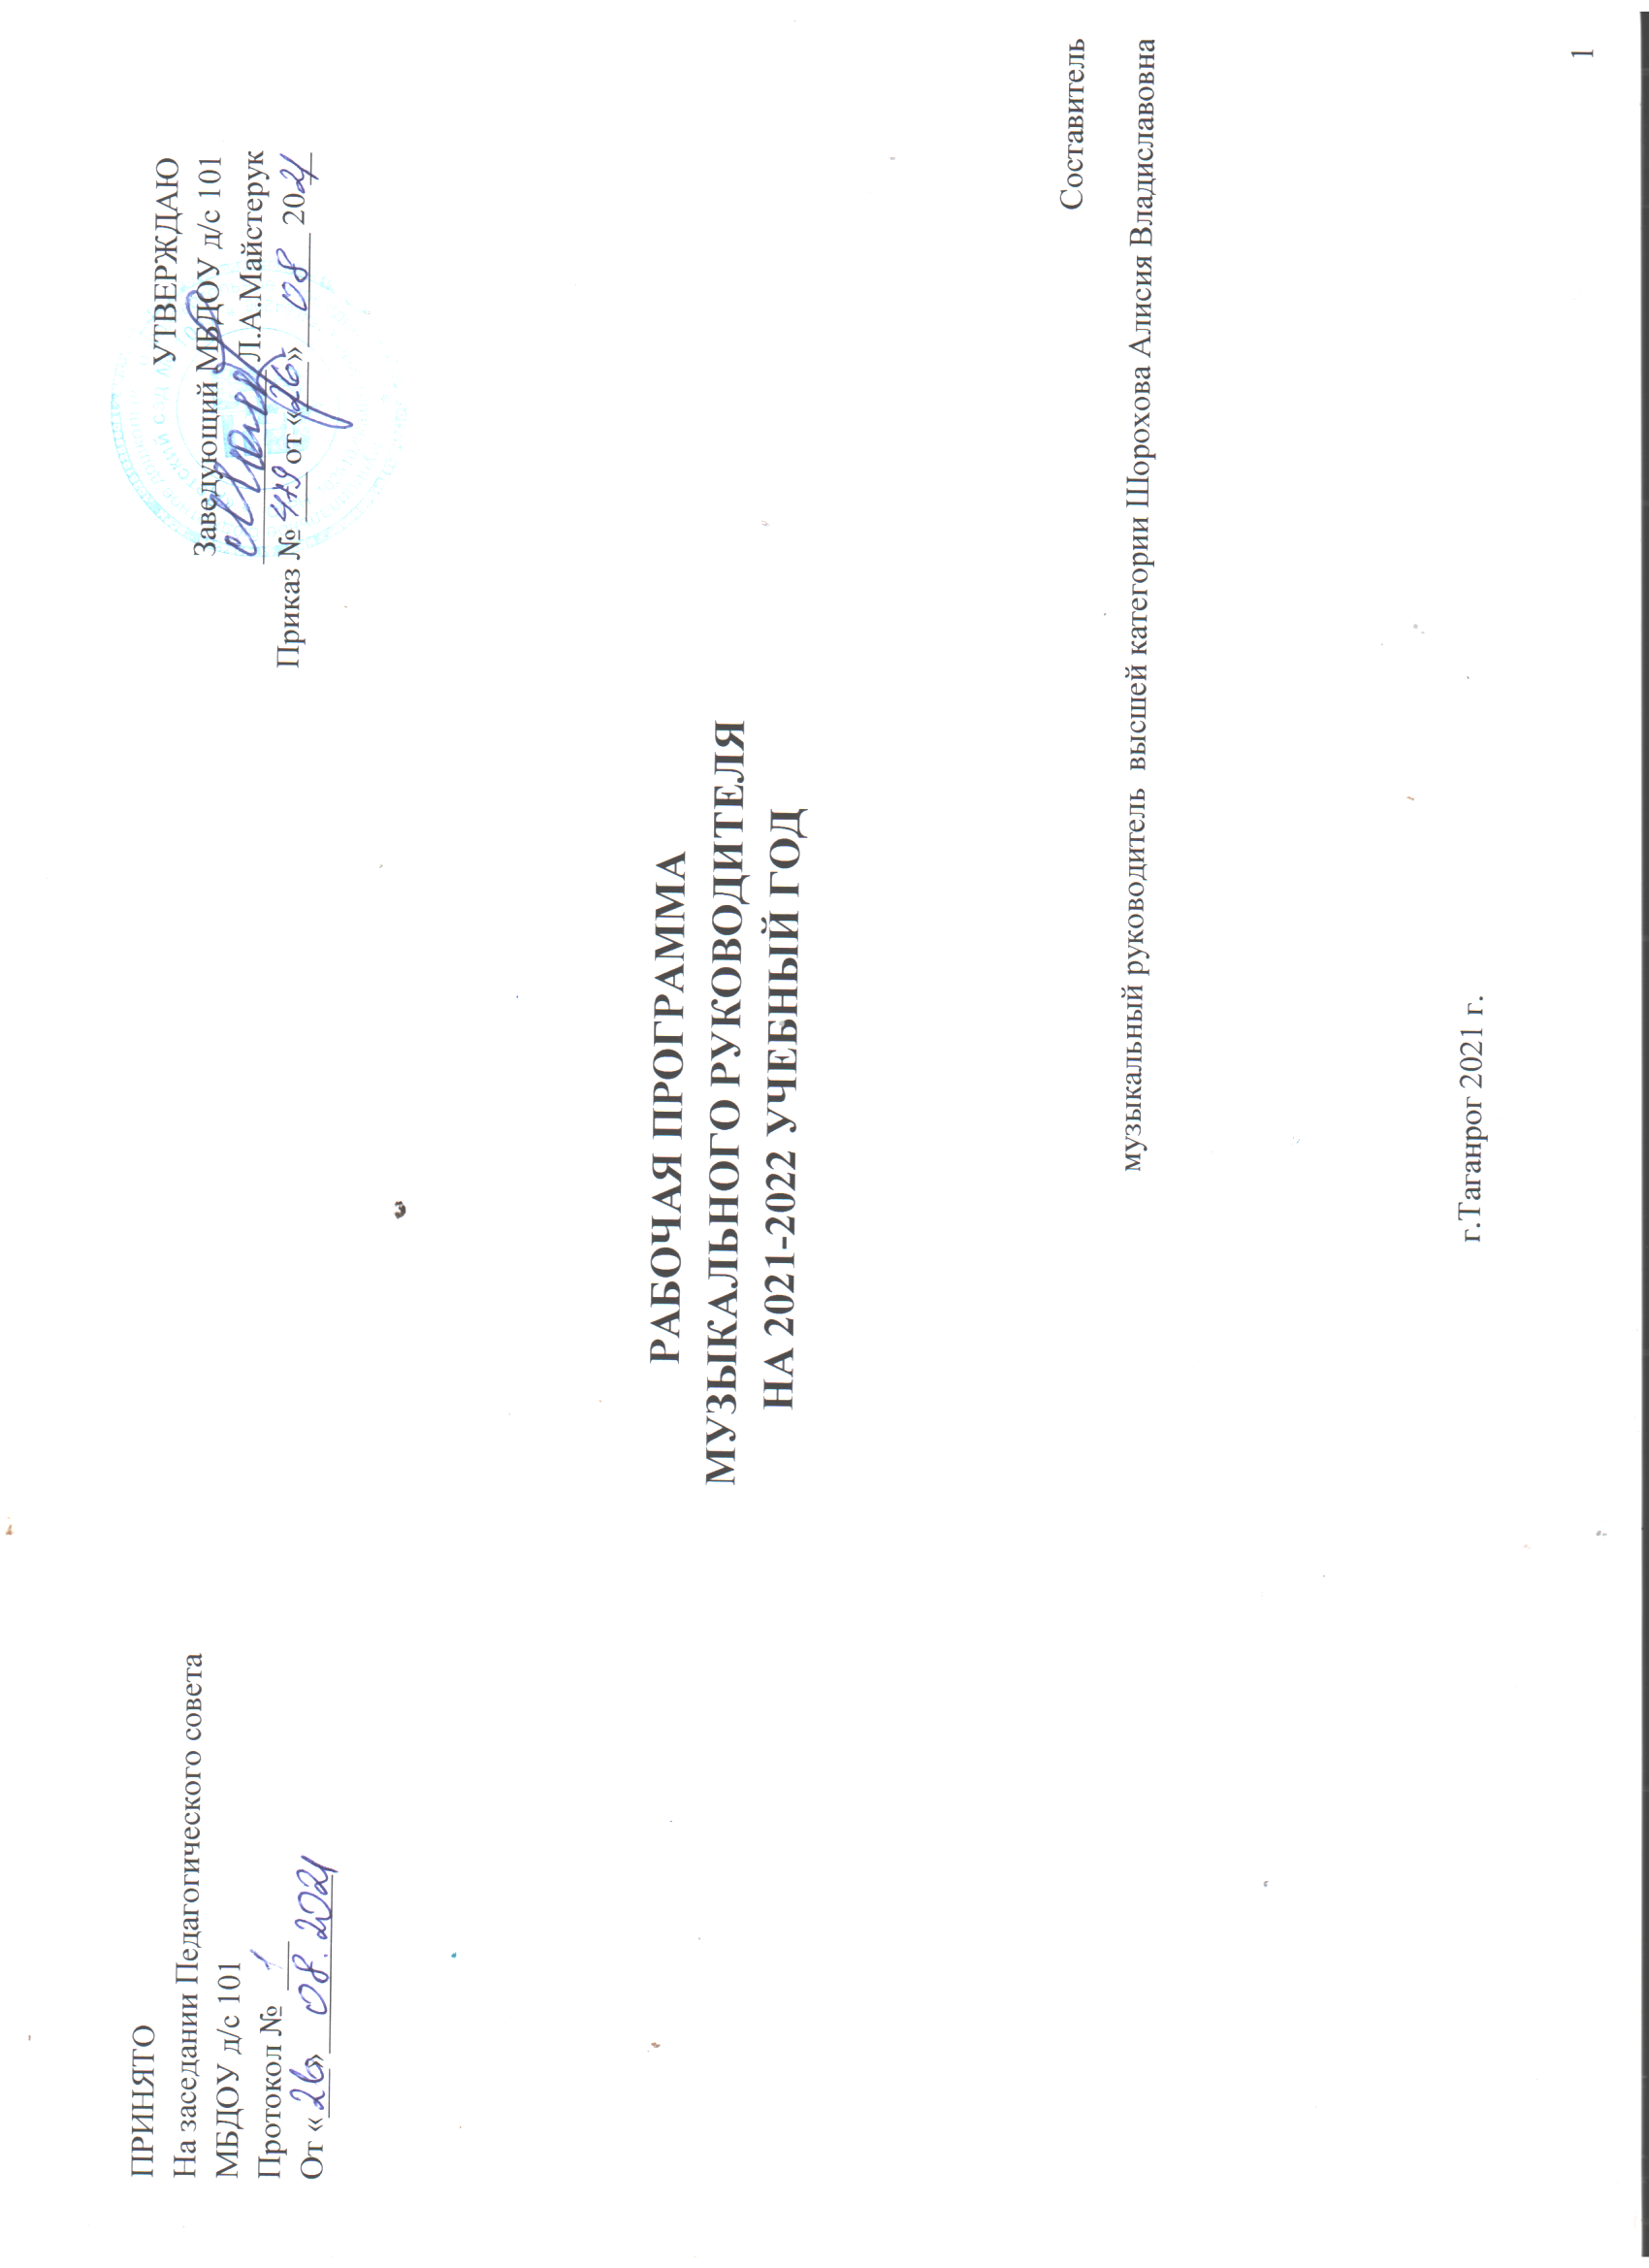 ПРИНЯТО
На заседании Педагогического совета
МБДОУ д/с 101
Протокол № 1
От «26» 08.2021
УТВЕРЖДАЮ
Заведующий МБДОУ д/с 101
Л.А.Майстерук
Приказ № 479 от «26» 08 2021
РАБОЧАЯ ПРОГРАММА
МУЗЫКАЛЬНОГО РУКОВОДИТЕЛЯ
НА 2021-2022 УЧЕБНЫЙ ГОД
Составитель
музыкальный руководитель высшей категории Шорохова Алисия Владиславовна
г.Таганрог 2021 г.
1